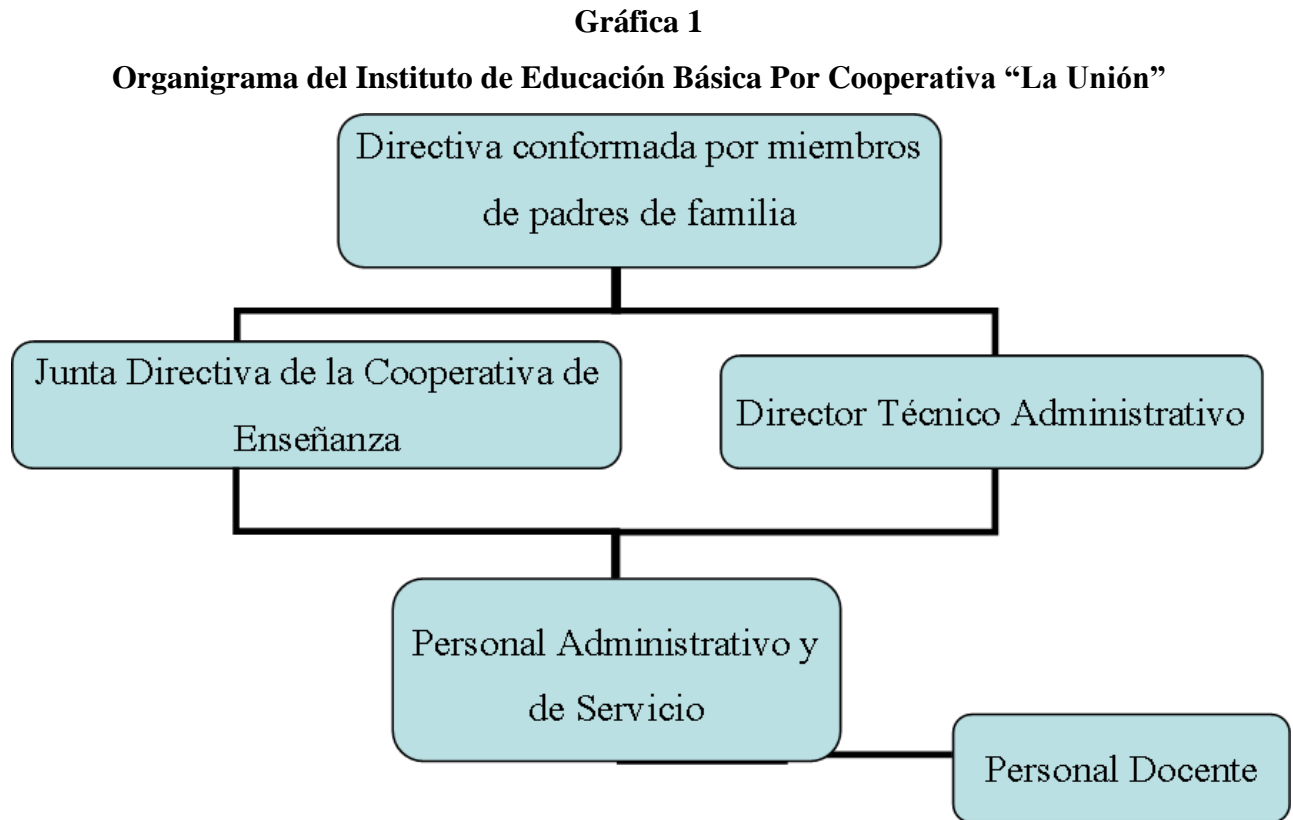 Gráfica 1
Organigrama del Instituto de Educación Básica Por Cooperativa “La Unión”
Directiva conformada por miembros
de padres de familia
Junta Directiva de la Cooperativa de
Enseñanza
Director Técnico Administrativo
Personal Administrativo y
de Servicio
Personal Docente